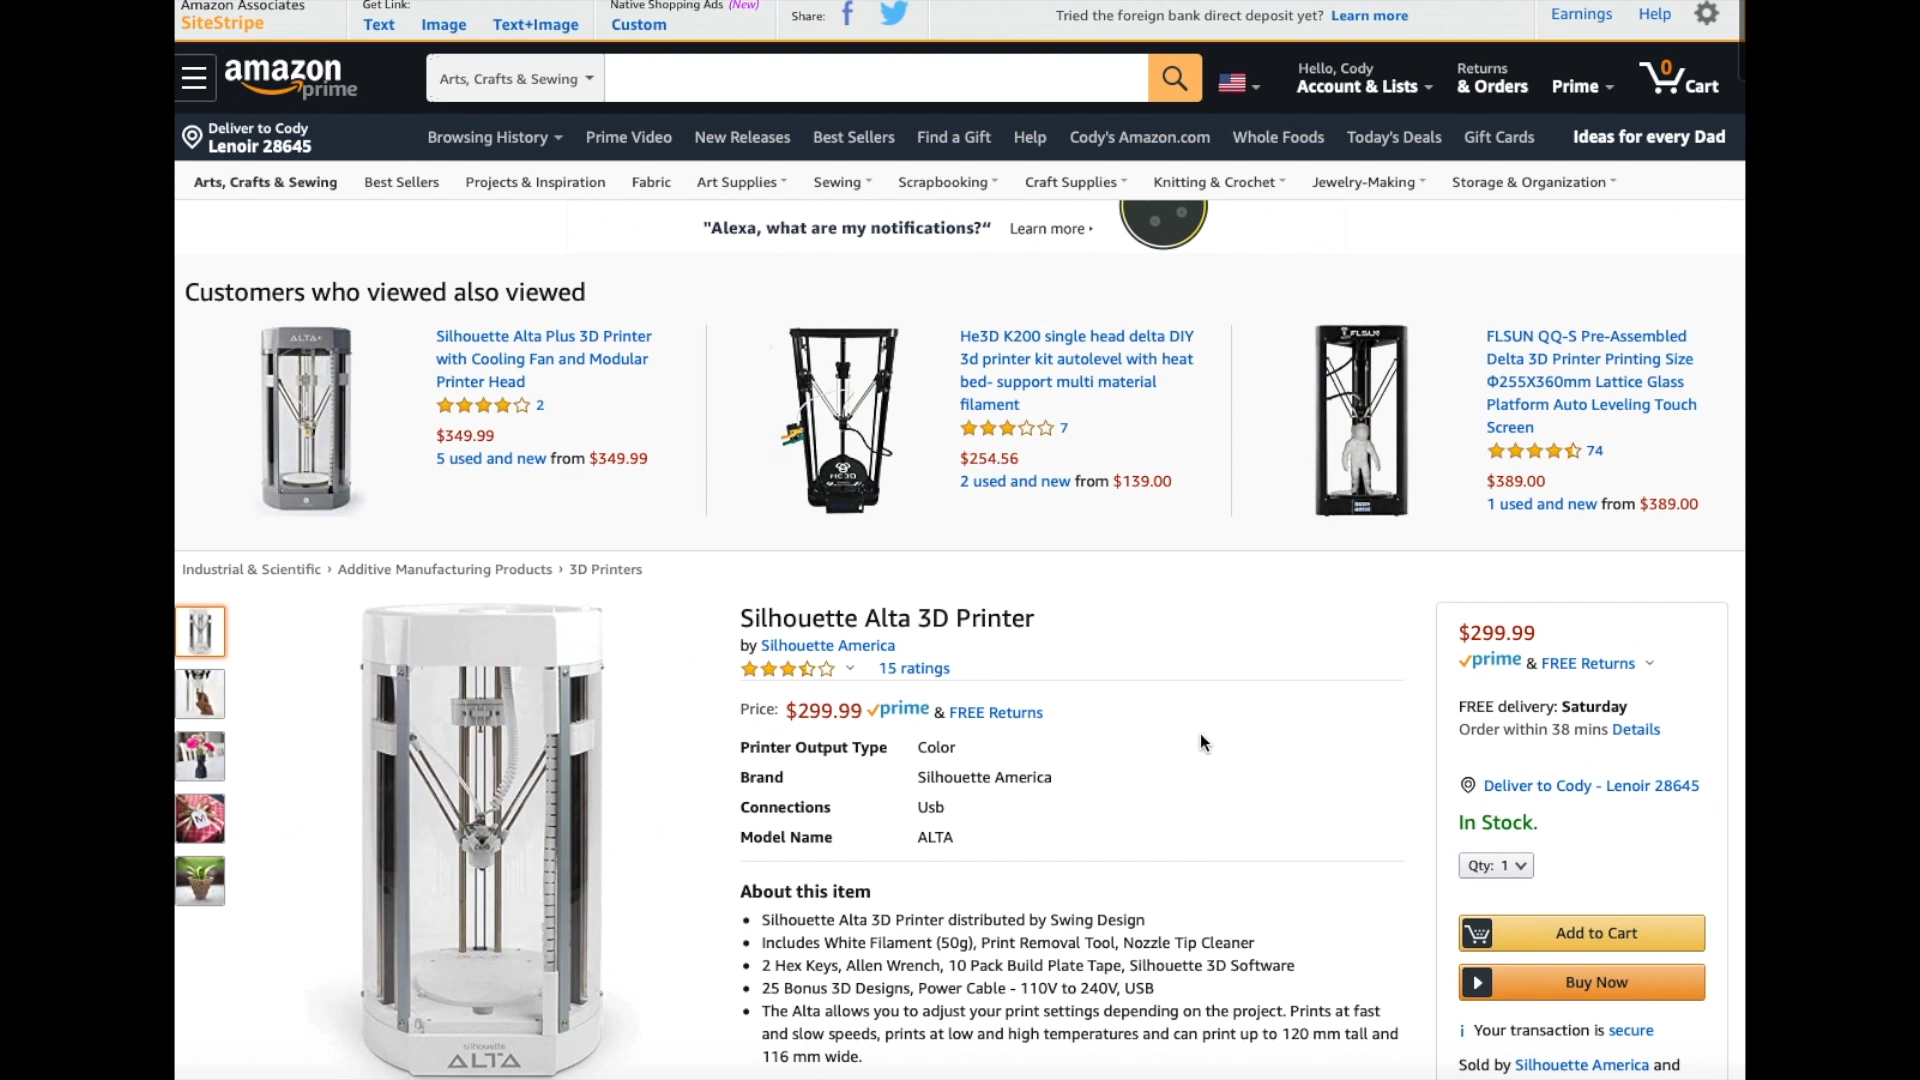 Amazon Associates
SiteStripe
Get Link:
Text Image Text+Image
Native Shopping Ads (New)
Custom
Share:
Tried the foreign bank direct deposit yet? Learn more
Earnings Help
amazon
prime
Arts, Crafts & Sewing
Hello, Cody
Account & Lists
Returns
& Orders
Prime
0
Cart
Deliver to Cody
Lenoir 28645
Browsing History Prime Video New Releases Best Sellers Find a Gift Help Cody's Amazon.com Whole Foods Today's Deals Gift Cards Ideas for every Dad
Arts, Crafts & Sewing Best Sellers Projects & Inspiration Fabric Art Supplies Sewing Scrapbooking Craft Supplies Knitting & Crochet Jewelry-Making Storage & Organization
"Alexa, what are my notifications?“ Learn more ›
Customers who viewed also viewed
ALTA+
Silhouette Alta Plus 3D Printer
with Cooling Fan and Modular
Printer Head
2
$349.99
5 used and new from $349.99
HE3D
He3D K200 single head delta DIY
3d printer kit autolevel with heat
bed- support multi material
filament
7
$254.56
2 used and new from $139.00
FLSUN
FLSUN QQ-S Pre-Assembled
Delta 3D Printer Printing Size
Φ255X360mm Lattice Glass
Platform Auto Leveling Touch
Screen
74
$389.00
1 used and new from $389.00
Industrial & Scientific › Additive Manufacturing Products › 3D Printers
silhouette
ALTA
Silhouette Alta 3D Printer
by Silhouette America
15 ratings
Price: $299.99 prime & FREE Returns
Printer Output Type Color
Brand Silhouette America
Connections Usb
Model Name ALTA
About this item
• Silhouette Alta 3D Printer distributed by Swing Design
• Includes White Filament (50g), Print Removal Tool, Nozzle Tip Cleaner
• 2 Hex Keys, Allen Wrench, 10 Pack Build Plate Tape, Silhouette 3D Software
• 25 Bonus 3D Designs, Power Cable - 110V to 240V, USB
• The Alta allows you to adjust your print settings depending on the project. Prints at fast
and slow speeds, prints at low and high temperatures and can print up to 120 mm tall and
116 mm wide.
$299.99
prime & FREE Returns
FREE delivery: Saturday
Order within 38 mins Details
Deliver to Cody - Lenoir 28645
In Stock.
Qty: 1
Add to Cart
Buy Now
Your transaction is secure
Sold by Silhouette America and